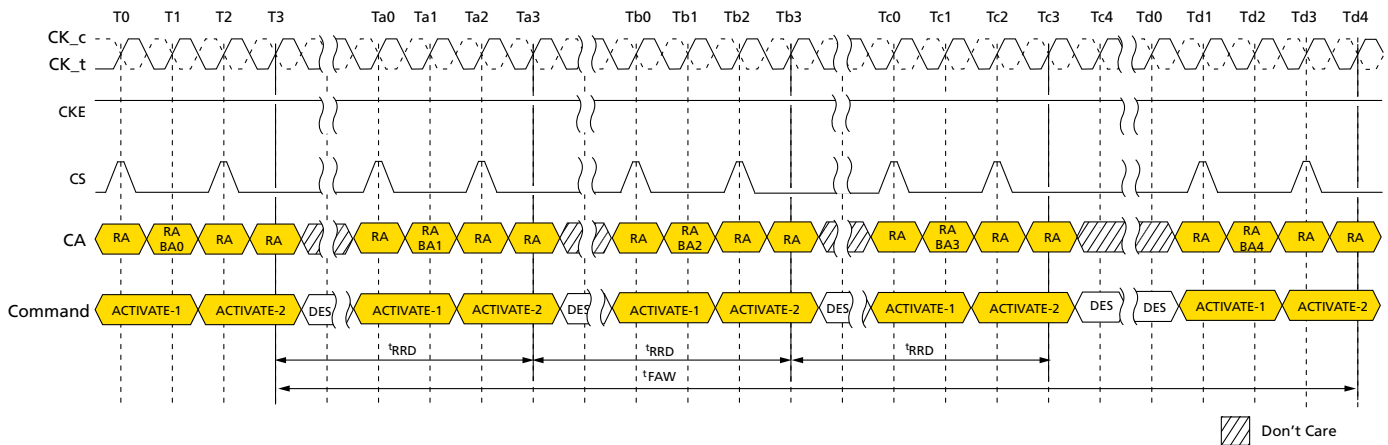 T0 T1 T2 T3 Ta0 Ta1 Ta2 Ta3 Tb0 Tb1 Tb2 Tb3 Tc0 Tc1 Tc2 Tc3 Tc4 Td0 Td1 Td2 Td3 Td4
CK_c
CK_t
CKE
CS
CA RA RA BA0 RA RA RA RA BA1 RA RA RA RA BA2 RA RA RA RA BA3 RA RA RA RA BA4 RA RA
Command ACTIVATE-1 ACTIVATE-2 DES ACTIVATE-1 ACTIVATE-2 DES ACTIVATE-1 ACTIVATE-2 DES ACTIVATE-1 ACTIVATE-2 DES DES ACTIVATE-1 ACTIVATE-2
tRRD tRRD tRRD
tFAW
Don't Care